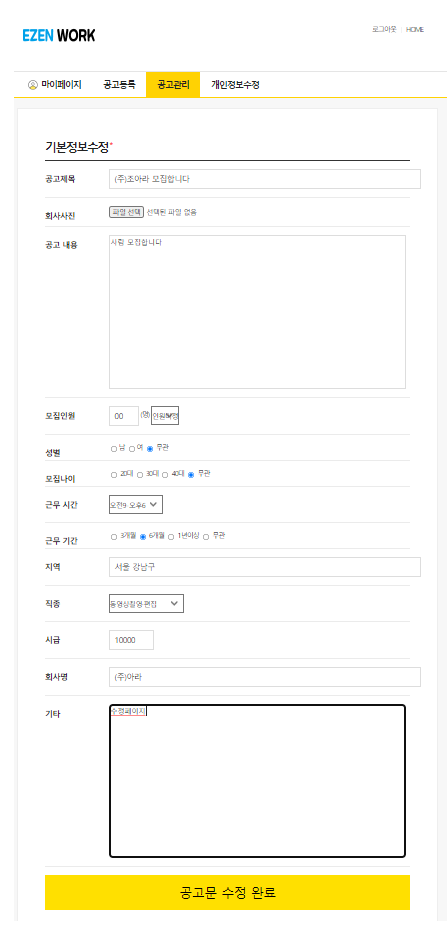 EZEN WORK
로그아웃 HOME
마이페이지 공고등록 공고관리 개인정보수정
기본정보수정*
공고제목 (주)조아라 모집합니다
회사사진 파일 선택 선택된 파일 없음
공고 내용 사람 모집합니다
모집인원 00 (명)
성별 남 여 무관
모집나이 20대 30대 40대 무관
근무 시간 오전9 오후6
근무 기간 3개월 6개월 1년이상 무관
지역 서울 강남구
직종 동영상촬영·편집
시급 10000
회사명 (주)아라
기타 수정페이지
공고문 수정 완료